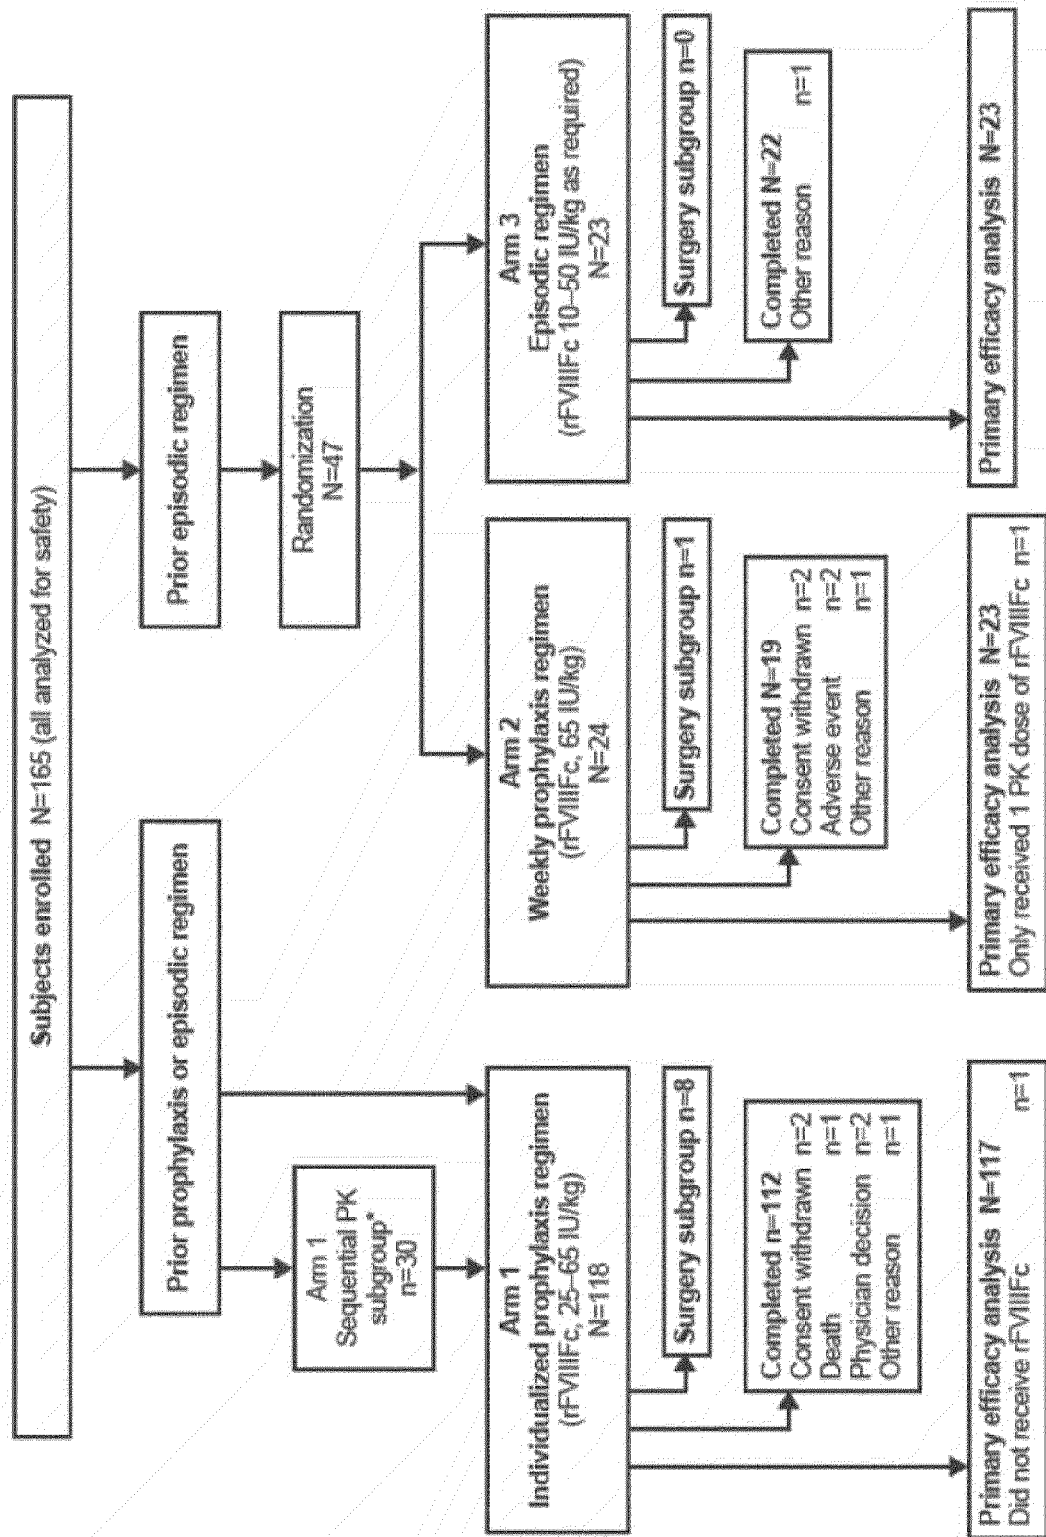 Subjects enrolled N=165 (all analyzed for safety)
Prior prophylaxis or episodic regimen
Prior episodic regimen
Arm 1
Sequential PK
subgroup*
n=30
Randomization
N=47
Arm 1
Individualized prophylaxis regimen
(rFVIIIFc, 25–65 IU/kg)
N=118
Arm 2
Weekly prophylaxis regimen
(rFVIIIFc, 65 IU/kg)
N=24
Arm 3
Episodic regimen
(rFVIIIFc 10–50 IU/kg as required)
N=23
Surgery subgroup n=8
Surgery subgroup n=1
Surgery subgroup n=0
Completed n=112
Consent withdrawn n=2
Death n=1
Physician decision n=2
Other reason n=1
Completed N=19
Consent withdrawn n=2
Adverse event n=2
Other reason n=1
Completed N=22
Other reason n=1
Primary efficacy analysis N=117
Did not receive rFVIIIFc n=1
Primary efficacy analysis N=23
Only received 1 PK dose of rFVIIIFc n=1
Primary efficacy analysis N=23